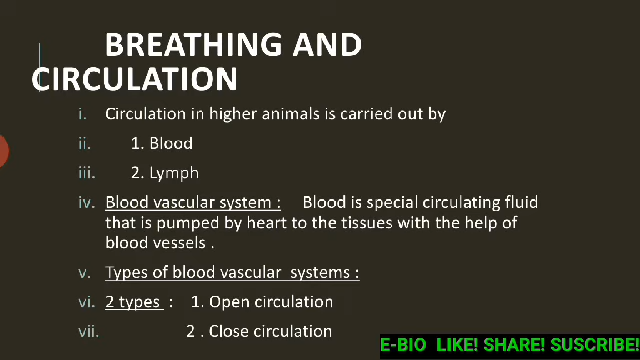 BREATHING AND
CIRCULATION
i. Circulation in higher animals is carried out by
ii. 1. Blood
iii. 2. Lymph
iv. Blood vascular system : Blood is special circulating fluid
that is pumped by heart to the tissues with the help of
blood vessels .
v. Types of blood vascular systems :
vi. 2 types : 1. Open circulation
vii. 2 . Close circulation
E-BIO LIKE! SHARE! SUSCRIBE!